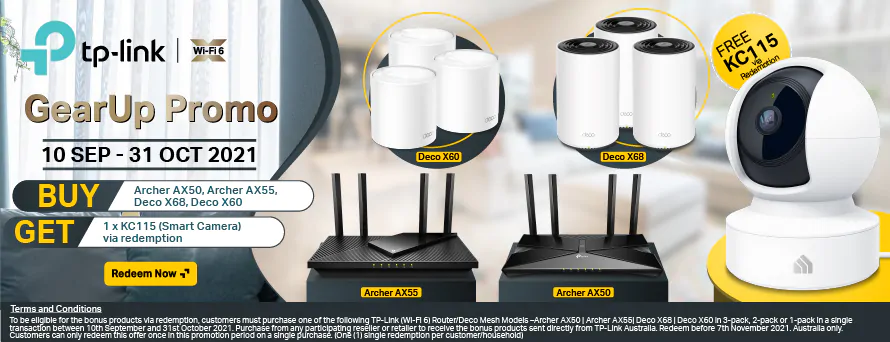 tp-link | Wi-Fi 6
GearUp Promo
10 SEP - 31 OCT 2021
BUY
Archer AX50, Archer AX55,
Deco X68, Deco X60
GET
1 x KC115 (Smart Camera)
via redemption
Redeem Now
deco
Deco X60
deco
Deco X68
FREE
KC115
via
Redemption
Archer AX55
Archer AX50
Terms and Conditions
To be eligible for the bonus products via redemption, customers must purchase one of the following TP-Link (WI-FI 6) Router/Deco Mesh Models –Archer AX50 | Archer AX55| Deco X68 | Deco X60 in 3-pack, 2-pack or 1-pack in a single
transaction between 10th September and 31st October 2021. Purchase from any participating reseller or retailer to receive the bonus products sent directly from TP-Link Australia. Redeem before 7th November 2021. Australia only.
Customers can only redeem this offer once in this promotion period on a single purchase. (One (1) single redemption per customer/household)